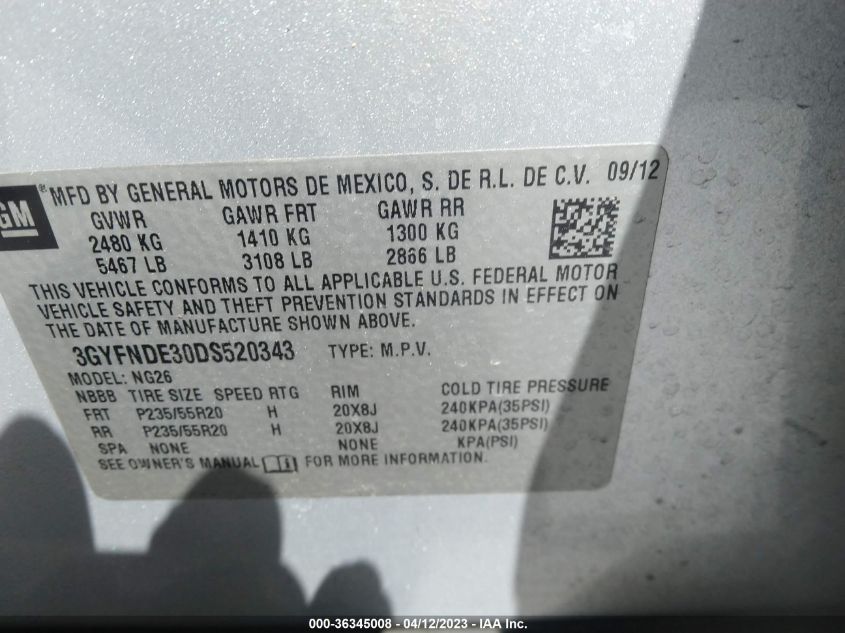 GM® MFD BY GENERAL MOTORS DE MEXICO, S. DE R.L. DE C.V. 09/12
GVWR GAWR FRT GAWR RR
2480 KG 1410 KG 1300 KG
5467 LB 3108 LB 2866 LB
THIS VEHICLE CONFORMS TO ALL APPLICABLE U.S. FEDERAL MOTOR
VEHICLE SAFETY AND THEFT PREVENTION STANDARDS IN EFFECT ON
THE DATE OF MANUFACTURE SHOWN ABOVE.
3GYFNDE30DS520343 TYPE: M.P.V.
MODEL: NG26
NBBB TIRE SIZE SPEED RTG RIM COLD TIRE PRESSURE
FRT P235/55R20 H 20X8J 240KPA(35PSI)
RR P235/55R20 H 20X8J 240KPA(35PSI)
SPA NONE NONE KPA(PSI)
SEE OWNER'S MANUAL FOR MORE INFORMATION.
000-36345008 - 04/12/2023 - IAA Inc.